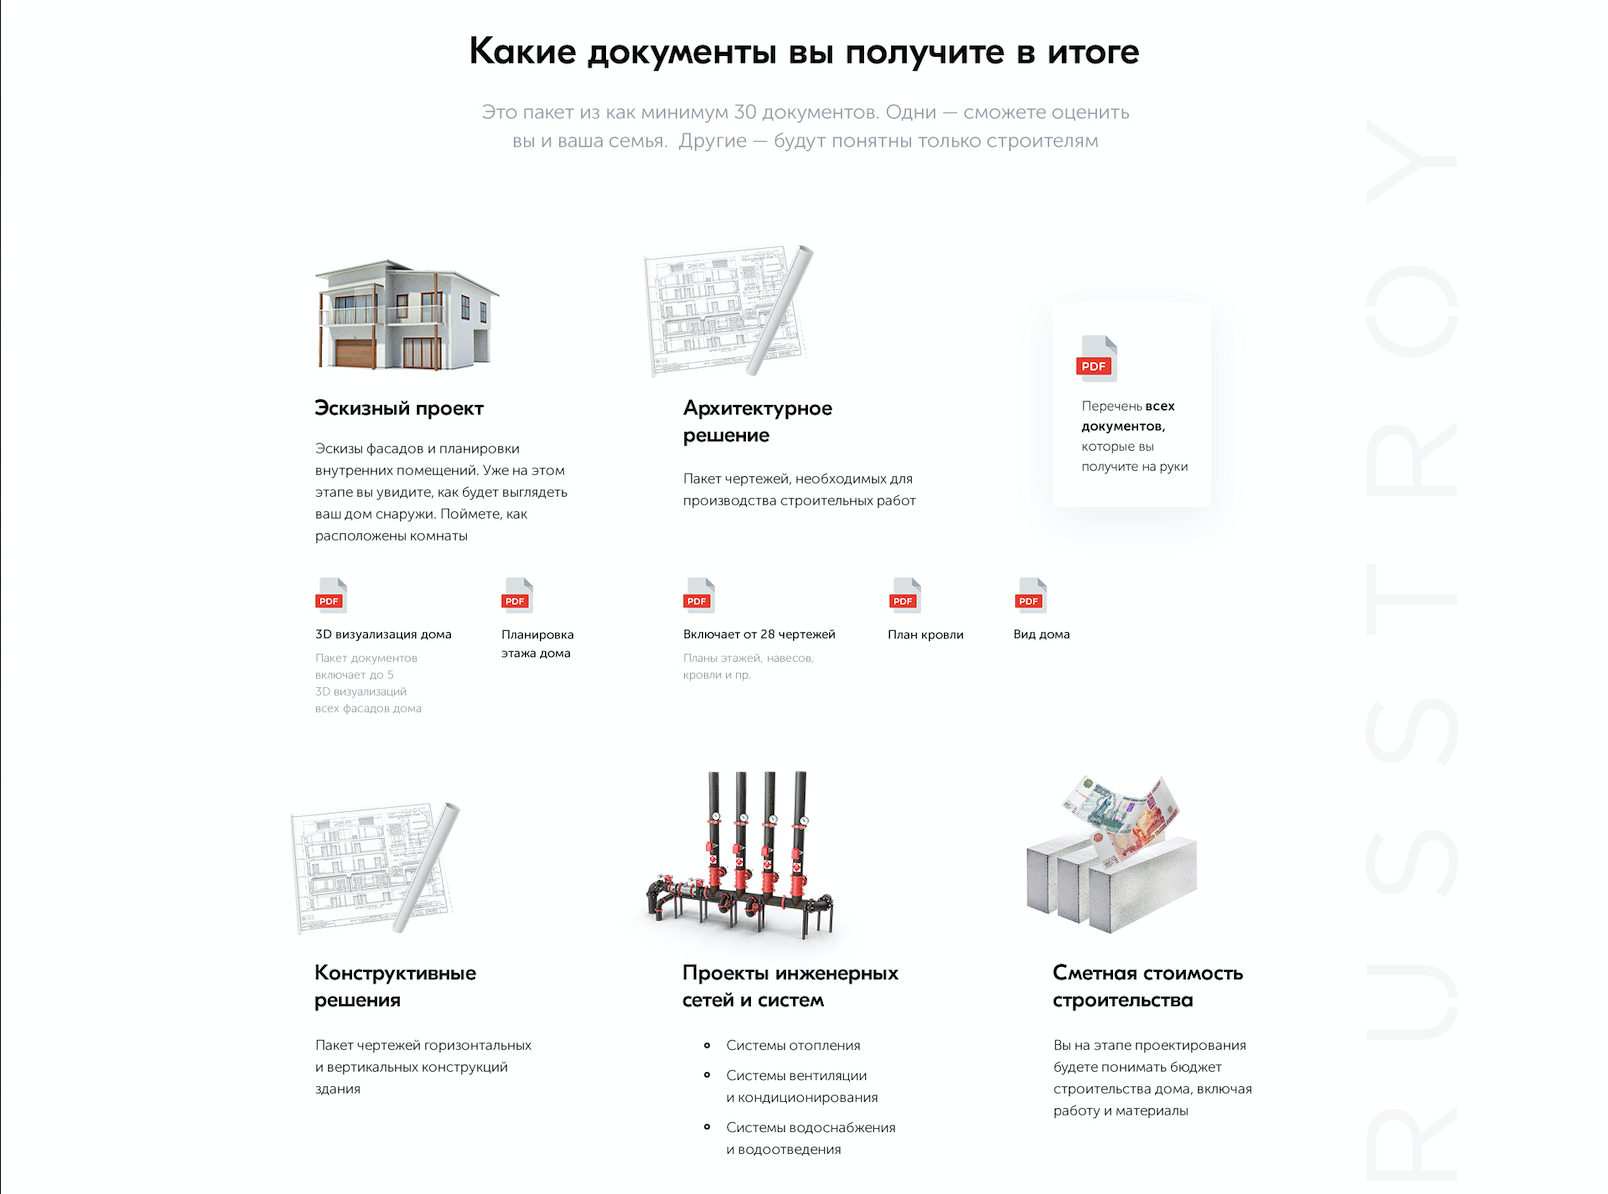 Какие документы вы получите в итоге
Это пакет из как минимум 30 документов. Одни — сможете оценить
вы и ваша семья. Другие — будут понятны только строителям
Эскизный проект
Эскизы фасадов и планировки
внутренних помещений. Уже на этом
этапе вы увидите, как будет выглядеть
ваш дом снаружи. Поймете, как
расположены комнаты
Архитектурное
решение
Пакет чертежей, необходимых для
производства строительных работ
PDF
Перечень всех
документов,
которые вы
получите на руки
PDF
3D визуализация дома
Пакет документов
включает до 5
3D визуализаций
всех фасадов дома
PDF
Планировка
этажа дома
PDF
Включает от 28 чертежей
Планы этажей, навесов,
кровли и пр.
PDF
План кровли
PDF
Вид дома
Конструктивные
решения
Пакет чертежей горизонтальных
и вертикальных конструкций
здания
Проекты инженерных
сетей и систем
Системы отопления
Системы вентиляции
и кондиционирования
Системы водоснабжения
и водоотведения
Сметная стоимость
строительства
Вы на этапе проектирования
будете понимать бюджет
строительства дома, включая
работу и материалы
RUSSTROY